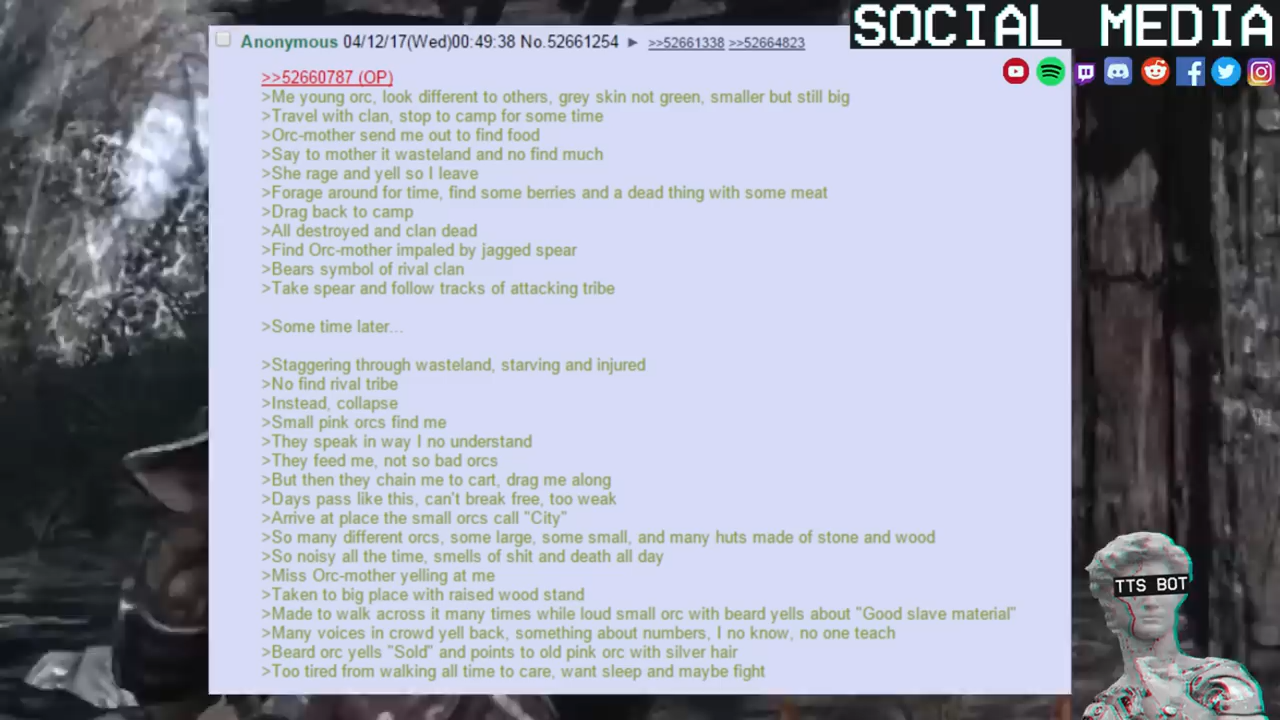 SOCIAL MEDIA
Anonymous 04/12/17(Wed)00:49:38 No.52661254 ▶ >>52661338 >>52664823
>>52660787 (OP)
>Me young orc, look different to others, grey skin not green, smaller but still big
>Travel with clan, stop to camp for some time
>Orc-mother send me out to find food
>Say to mother it wasteland and no find much
>She rage and yell so I leave
>Forage around for time, find some berries and a dead thing with some meat
>Drag back to camp
>All destroyed and clan dead
>Find Orc-mother impaled by jagged spear
>Bears symbol of rival clan
>Take spear and follow tracks of attacking tribe
>Some time later...
>Staggering through wasteland, starving and injured
>No find rival tribe
>Instead, collapse
>Small pink orcs find me
>They speak in way I no understand
>They feed me, not so bad orcs
>But then they chain me to cart, drag me along
>Days pass like this, can't break free, too weak
>Arrive at place the small orcs call "City"
>So many different orcs, some large, some small, and many huts made of stone and wood
>So noisy all the time, smells of shit and death all day
>Miss Orc-mother yelling at me
>Taken to big place with raised wood stand
>Made to walk across it many times while loud small orc with beard yells about "Good slave material"
>Many voices in crowd yell back, something about numbers, I no know, no one teach
>Beard orc yells "Sold" and points to old pink orc with silver hair
>Too tired from walking all time to care, want sleep and maybe fight
TTS BOT